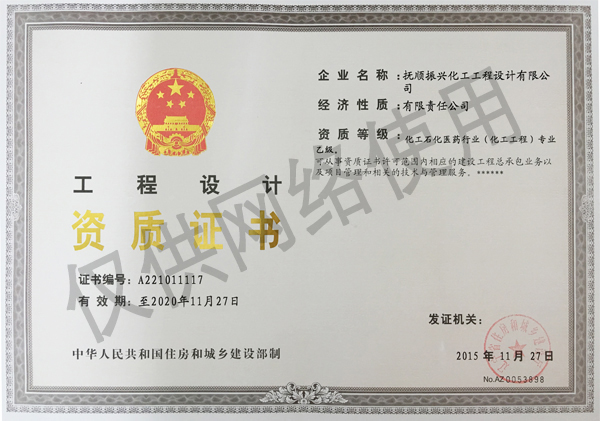 工程设计
资质证书
证书编号：A221011117
有 效 期：至2020年11月27日
中华人民共和国住房和城乡建设部制
企 业 名 称 ：抚顺振兴化工工程设计有限公
司
经 济 性 质 ：有限责任公司
资 质 等 级 ：化工石化医药行业（化工工程）专业
乙级。
可从事资质证书许可范围内相应的建设工程总承包业务以
及项目管理和相关的技术与管理服务。******
发证机关：
2015 年 11 月 27 日
No.AZ 0053898
仅供网络使用